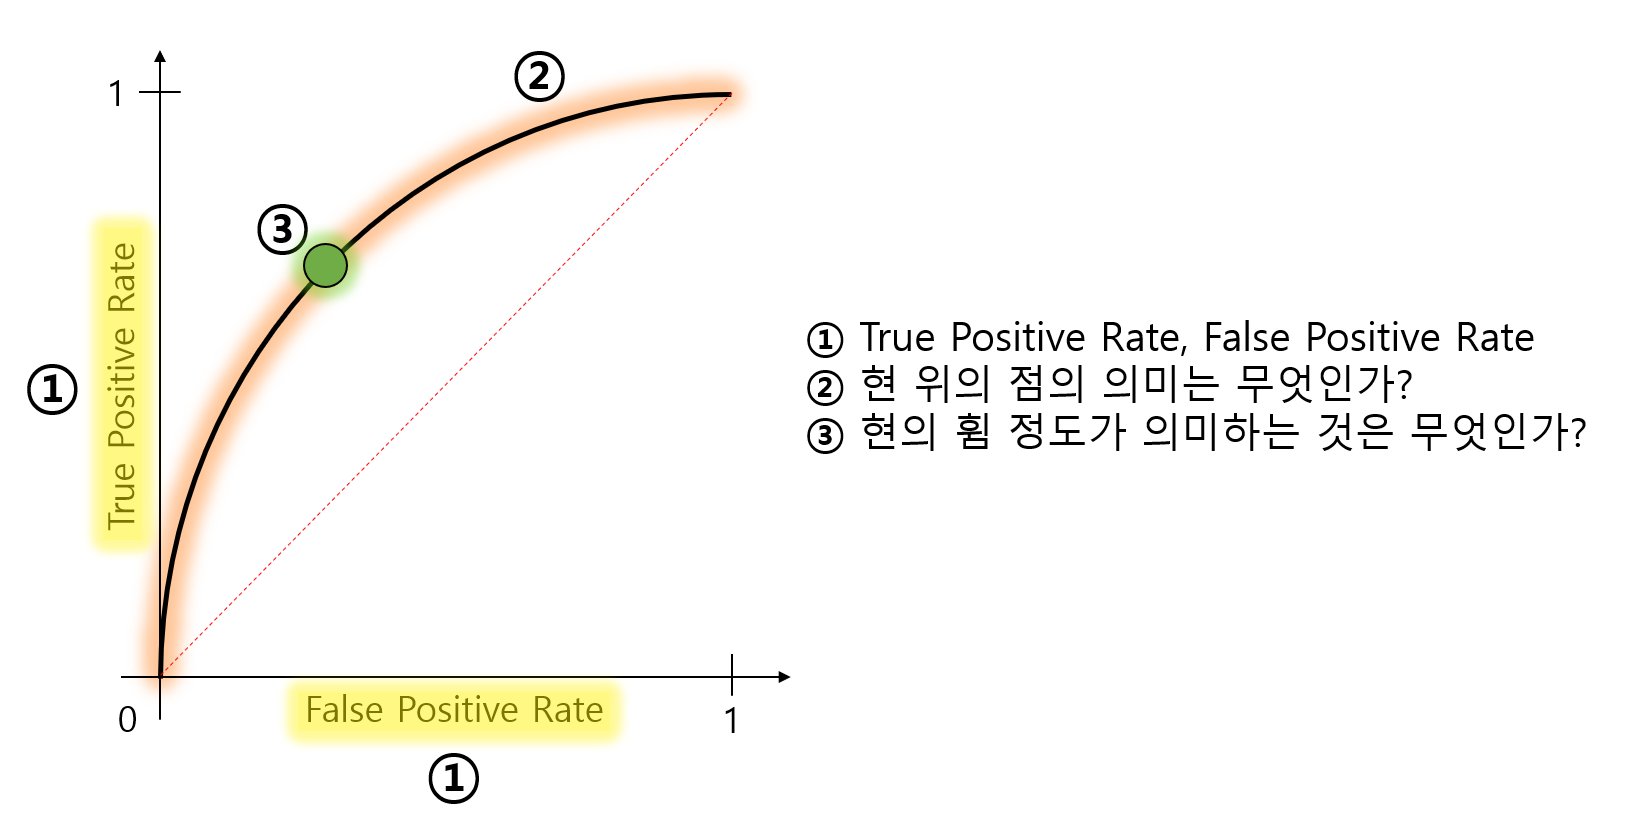 ②
1
③
True Positive Rate
①
0
False Positive Rate
1
①
① True Positive Rate, False Positive Rate
② 현 위의 점의 의미는 무엇인가?
③ 현의 휨 정도가 의미하는 것은 무엇인가?